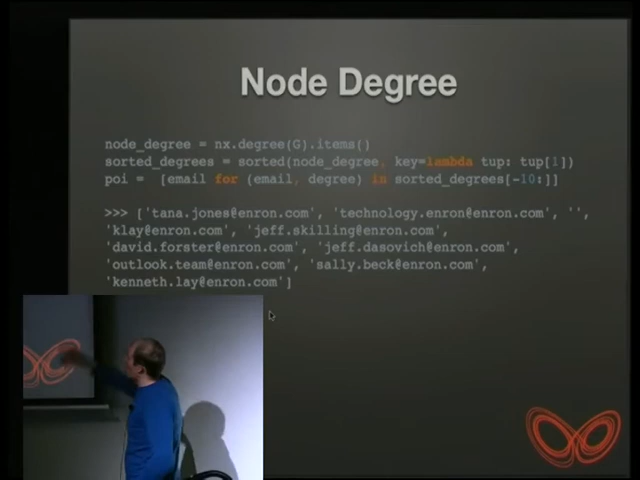 Node Degree
node_degree = nx.degree(G).items()
sorted_degrees = sorted(node_degree, key=lambda tup: tup[1])
poi =  [email for (email, degree) in sorted_degrees[-10:]]
>>> ['tana.jones@enron.com', 'technology.enron@enron.com', '',
'klay@enron.com', 'jeff.skilling@enron.com',
'david.forster@enron.com', 'jeff.dasovich@enron.com',
'outlook.team@enron.com', 'sally.beck@enron.com',
'kenneth.lay@enron.com']